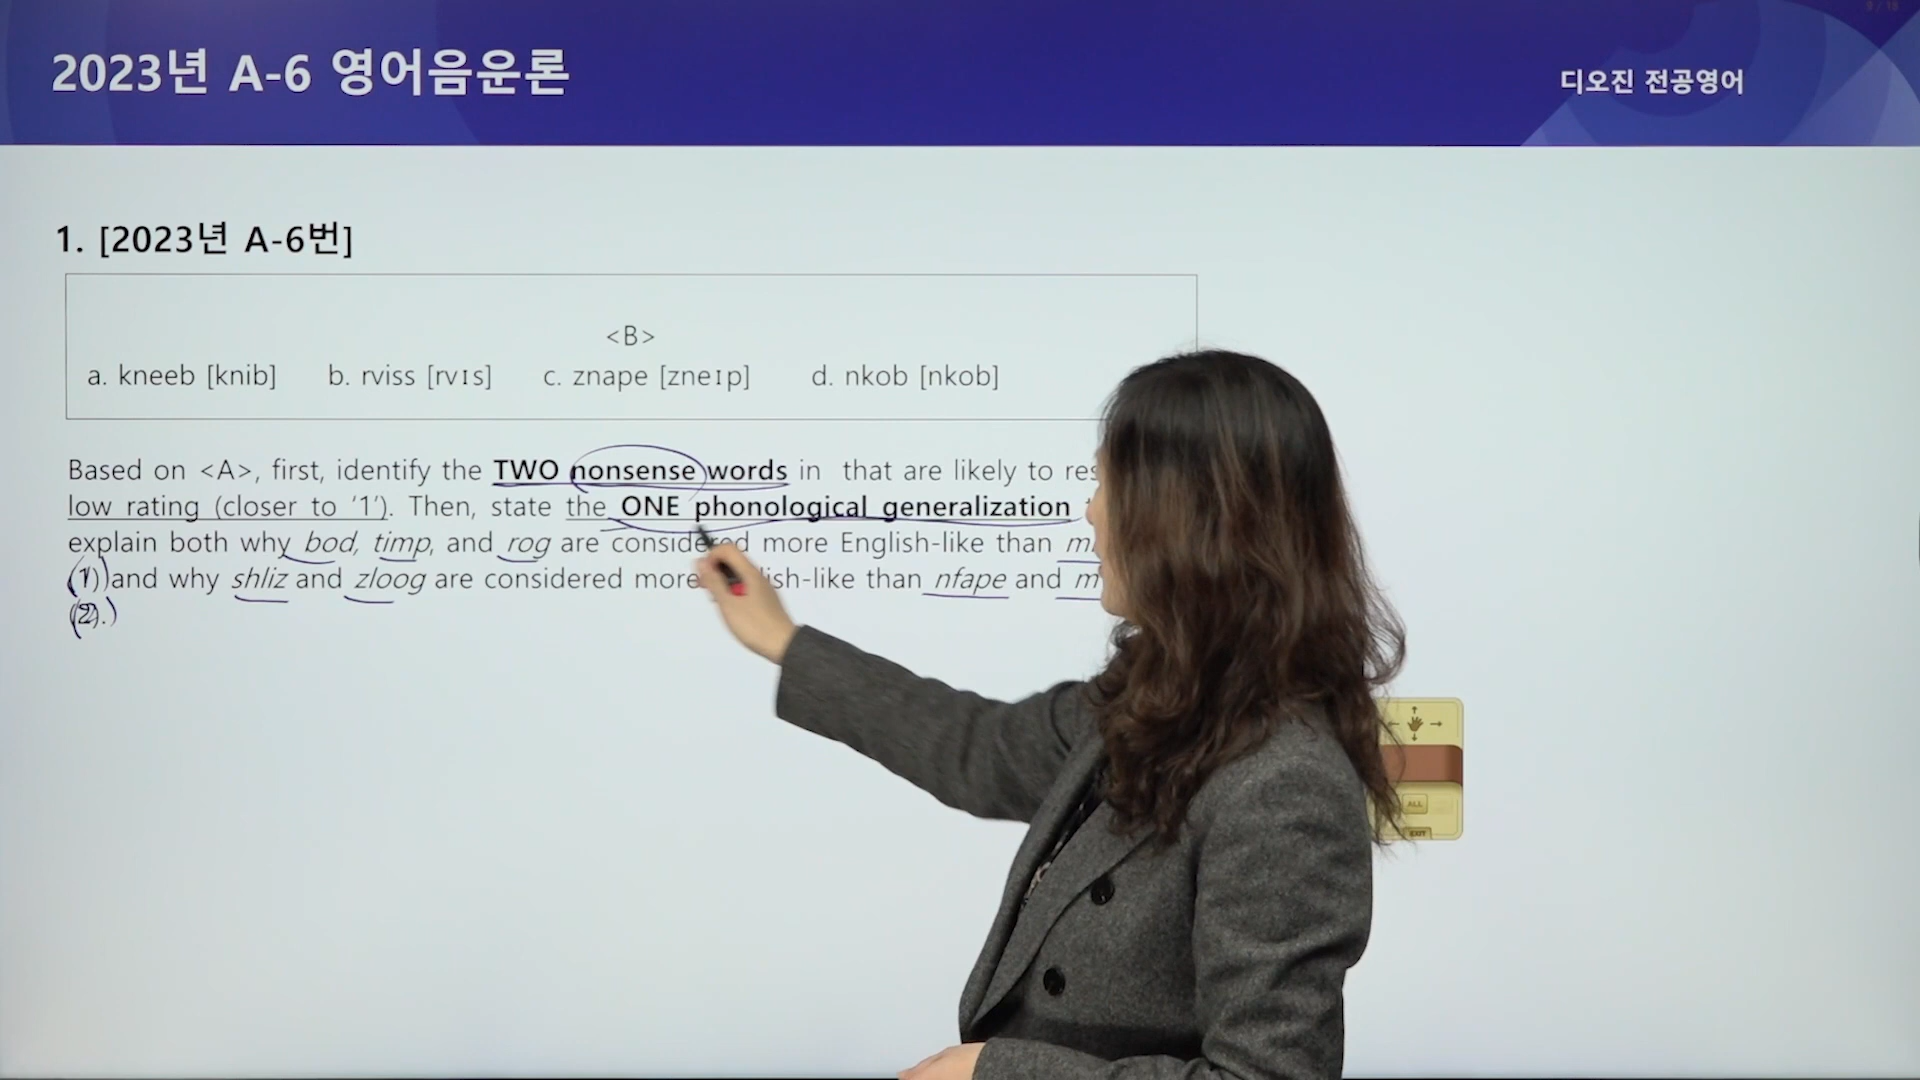 9 / 18
2023년 A-6 영어음운론
디오진 전공영어
1. [2023년 A-6번]
<B>
a. kneeb [knib] b. rviss [rvɪs] c. znape [zneɪp] d. nkob [nkob]
Based on <A>, first, identify the TWO nonsense words in that are likely to
low rating (closer to '1'). Then, state the ONE phonological generalization
explain both why bod, timp, and rog are considered more English-like than
(1) and why shliz and zloog are considered more than nfape and
(2).
ALL
EXIT